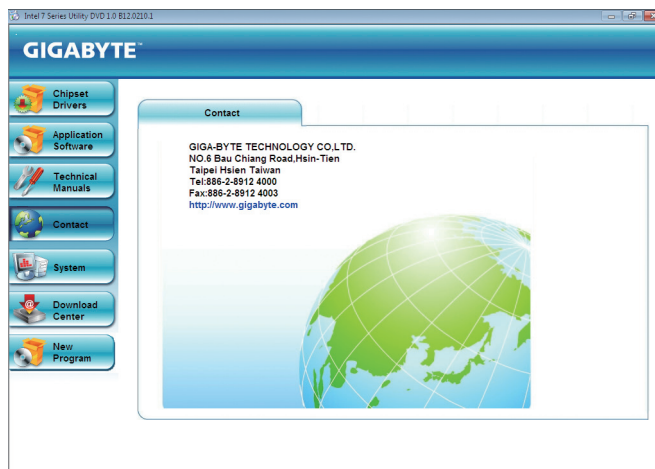 Intel 7 Series Utility DVD 1.0 B12.0210.1
GIGABYTE™
Chipset
Drivers
Application
Software
Technical
Manuals
Contact
System
Download
Center
New
Program
Contact
GIGA-BYTE TECHNOLOGY CO,LTD.
NO.6 Bau Chiang Road,Hsin-Tien
Taipei Hsien Taiwan
Tel:886-2-8912 4000
Fax:886-2-8912 4003
http://www.gigabyte.com